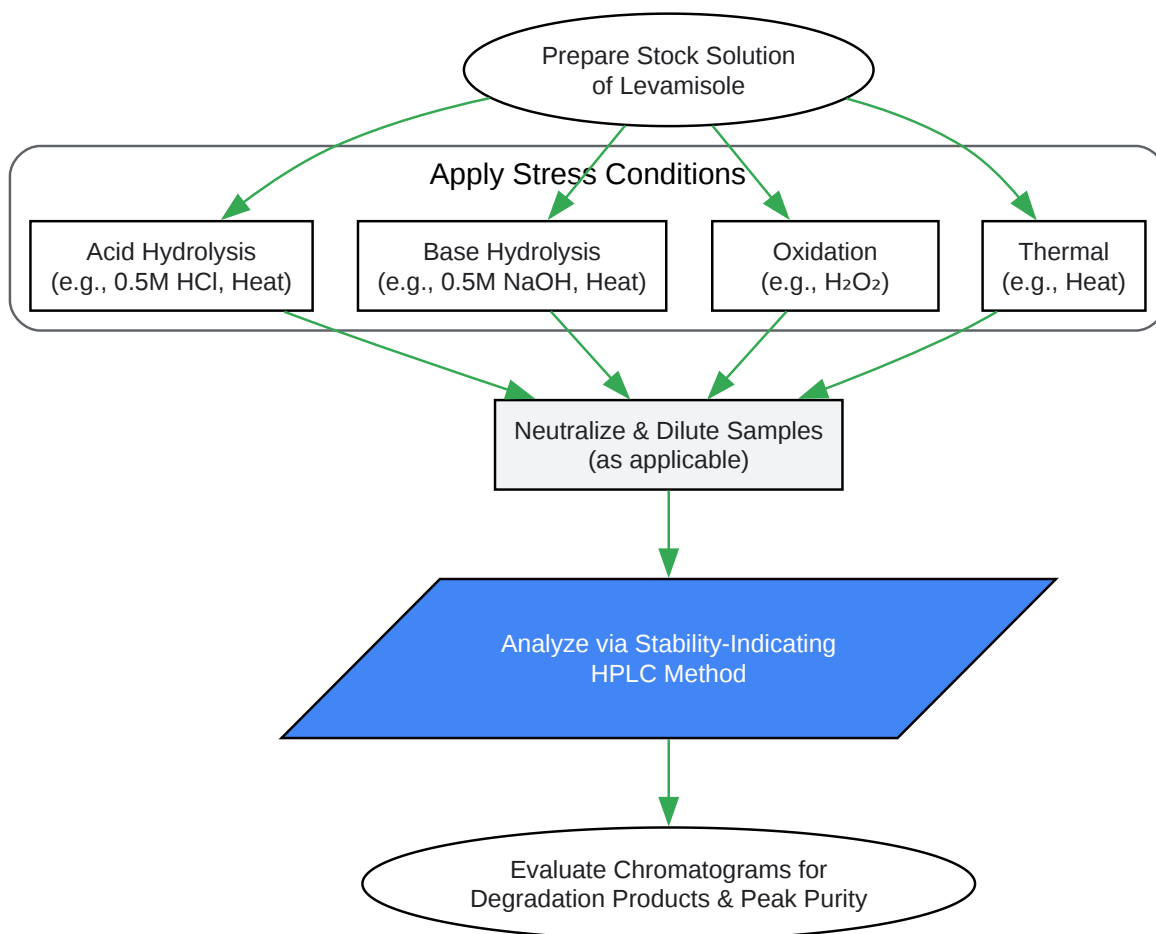 Prepare Stock Solution
of Levamisole
Apply Stress Conditions
Acid Hydrolysis
(e.g., 0.5M HCl, Heat)
Base Hydrolysis
(e.g., 0.5M NaOH, Heat)
Oxidation
(e.g., H₂O₂)
Thermal
(e.g., Heat)
Neutralize & Dilute Samples
(as applicable)
Analyze via Stability-Indicating
HPLC Method
Evaluate Chromatograms for
Degradation Products & Peak Purity